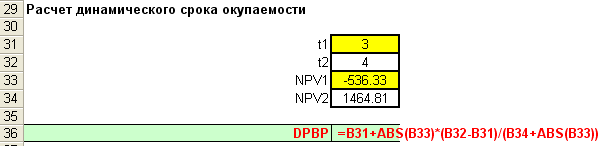 29 Расчет динамического срока окупаемости
30
31 t1 3
32 t2 4
33 NPV1 -536.33
34 NPV2 1464.81
35
36 DPBP =B31+ABS(B33)*(B32-B31)/(B34+ABS(B33))